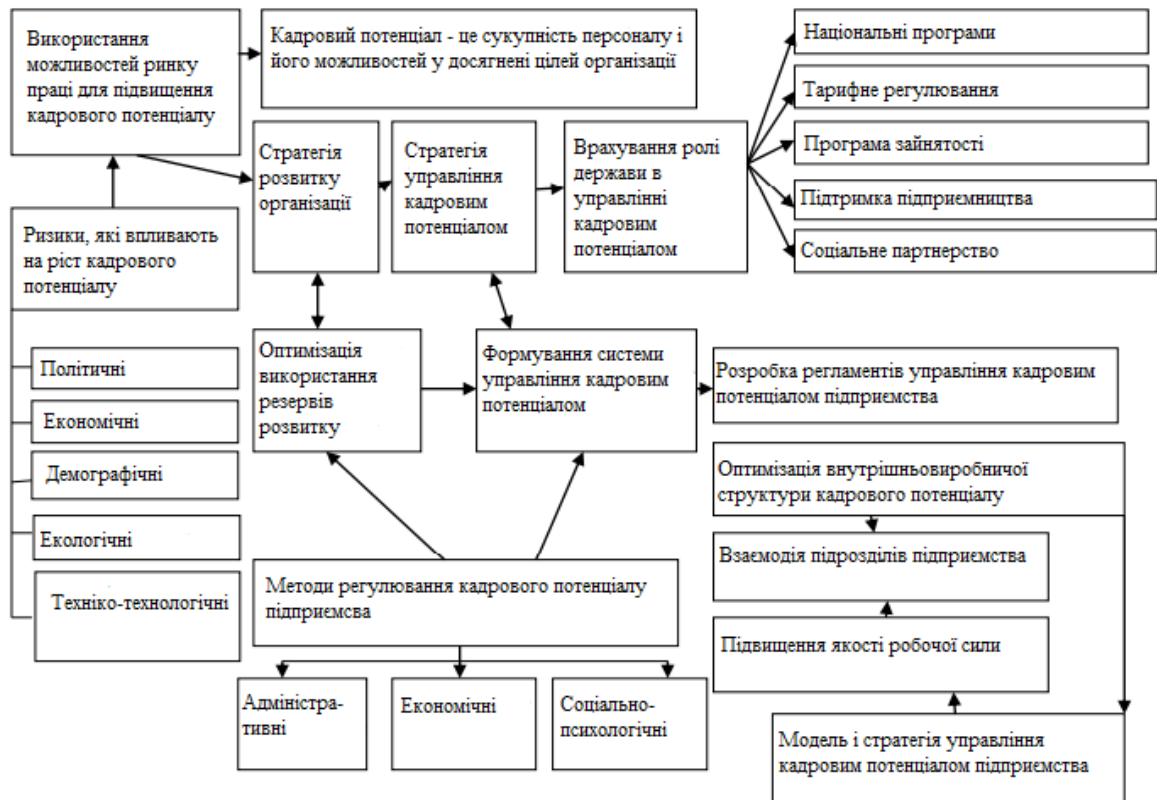 Використання
можливостей ринку
праці для підвищення
кадрового потенціалу
Кадровий потенціал - це сукупність персоналу і
його можливостей у досягнені цілей організації
Національні програми
Тарифне регулювання
Програма зайнятості
Підтримка підприємництва
Соціальне партнерство
Стратегія
розвитку
організації
Стратегія
управління
кадровим
потенціалом
Врахування ролі
держави в
управлінні
кадровим
потенціалом
Ризики, які впливають
на ріст кадрового
потенціалу
Політичні
Економічні
Демографічні
Екологічні
Техніко-технологічні
Оптимізація
використання
резервів
розвитку
Формування системи
управління кадровим
потенціалом
Розробка регламентів управління кадровим
потенціалом підприємства
Оптимізація внутрішньовиробничої
структури кадрового потенціалу
Взаємодія підрозділів підприємства
Підвищення якості робочої сили
Модель і стратегія управління
кадровим потенціалом підприємства
Методи регулювання кадрового потенціалу
підприємсва
Адміністра-
тивні
Економічні
Соціально-
психологічні